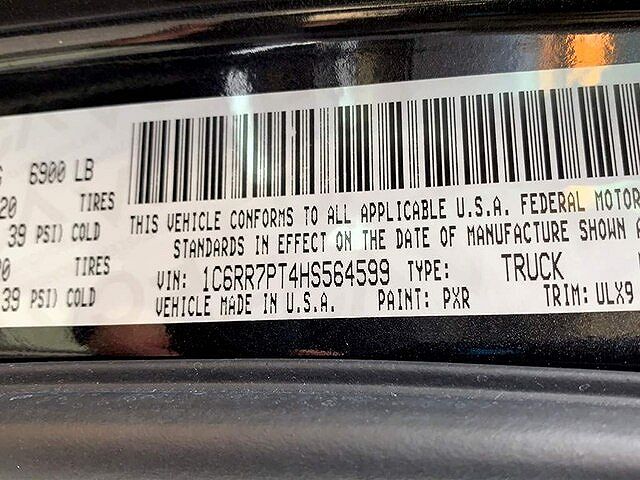 6900 LB
20 TIRES
39 PSI) COLD
20 TIRES
39 PSI) COLD
THIS VEHICLE CONFORMS TO ALL APPLICABLE U.S.A. FEDERAL MOTOR
STANDARDS IN EFFECT ON THE DATE OF MANUFACTURE SHOWN A
VIN: 1C6RR7PT4HS564599 TYPE: TRUCK
VEHICLE MADE IN U.S.A. PAINT: PXR TRIM: ULX9